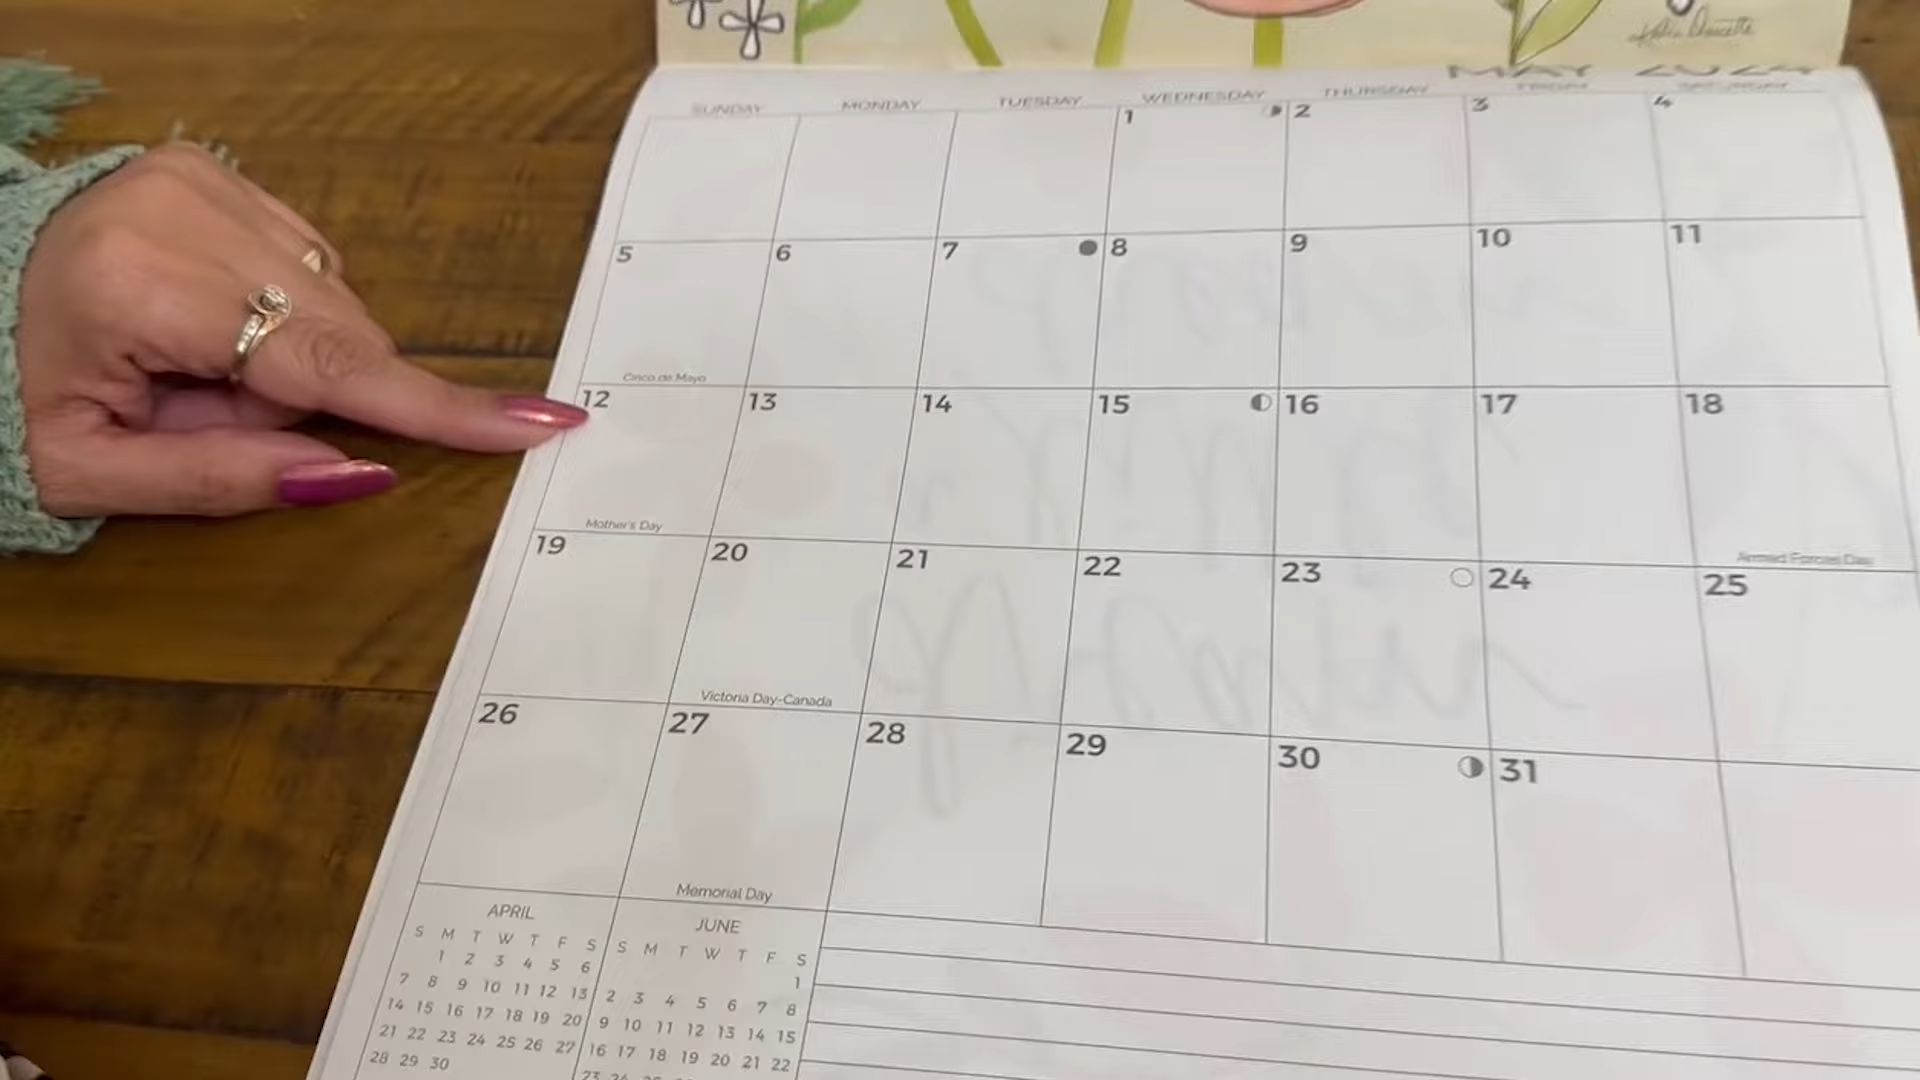 MAY 2024
SUNDAY MONDAY TUESDAY WEDNESDAY THURSDAY FRIDAY SATURDAY
1 2 3 4
5 6 7 8 9 10 11
Cinco de Mayo
12 13 14 15 16 17 18
Mother's Day Armed Forces Day
19 20 21 22 23 24 25
Victoria Day-Canada
26 27 28 29 30 31
Memorial Day
APRIL
S M T W T F S
1 2 3 4 5 6
7 8 9 10 11 12 13
14 15 16 17 18 19 20
21 22 23 24 25 26 27
28 29 30
JUNE
S M T W T F S
1
2 3 4 5 6 7 8
9 10 11 12 13 14 15
16 17 18 19 20 21 22
23 24